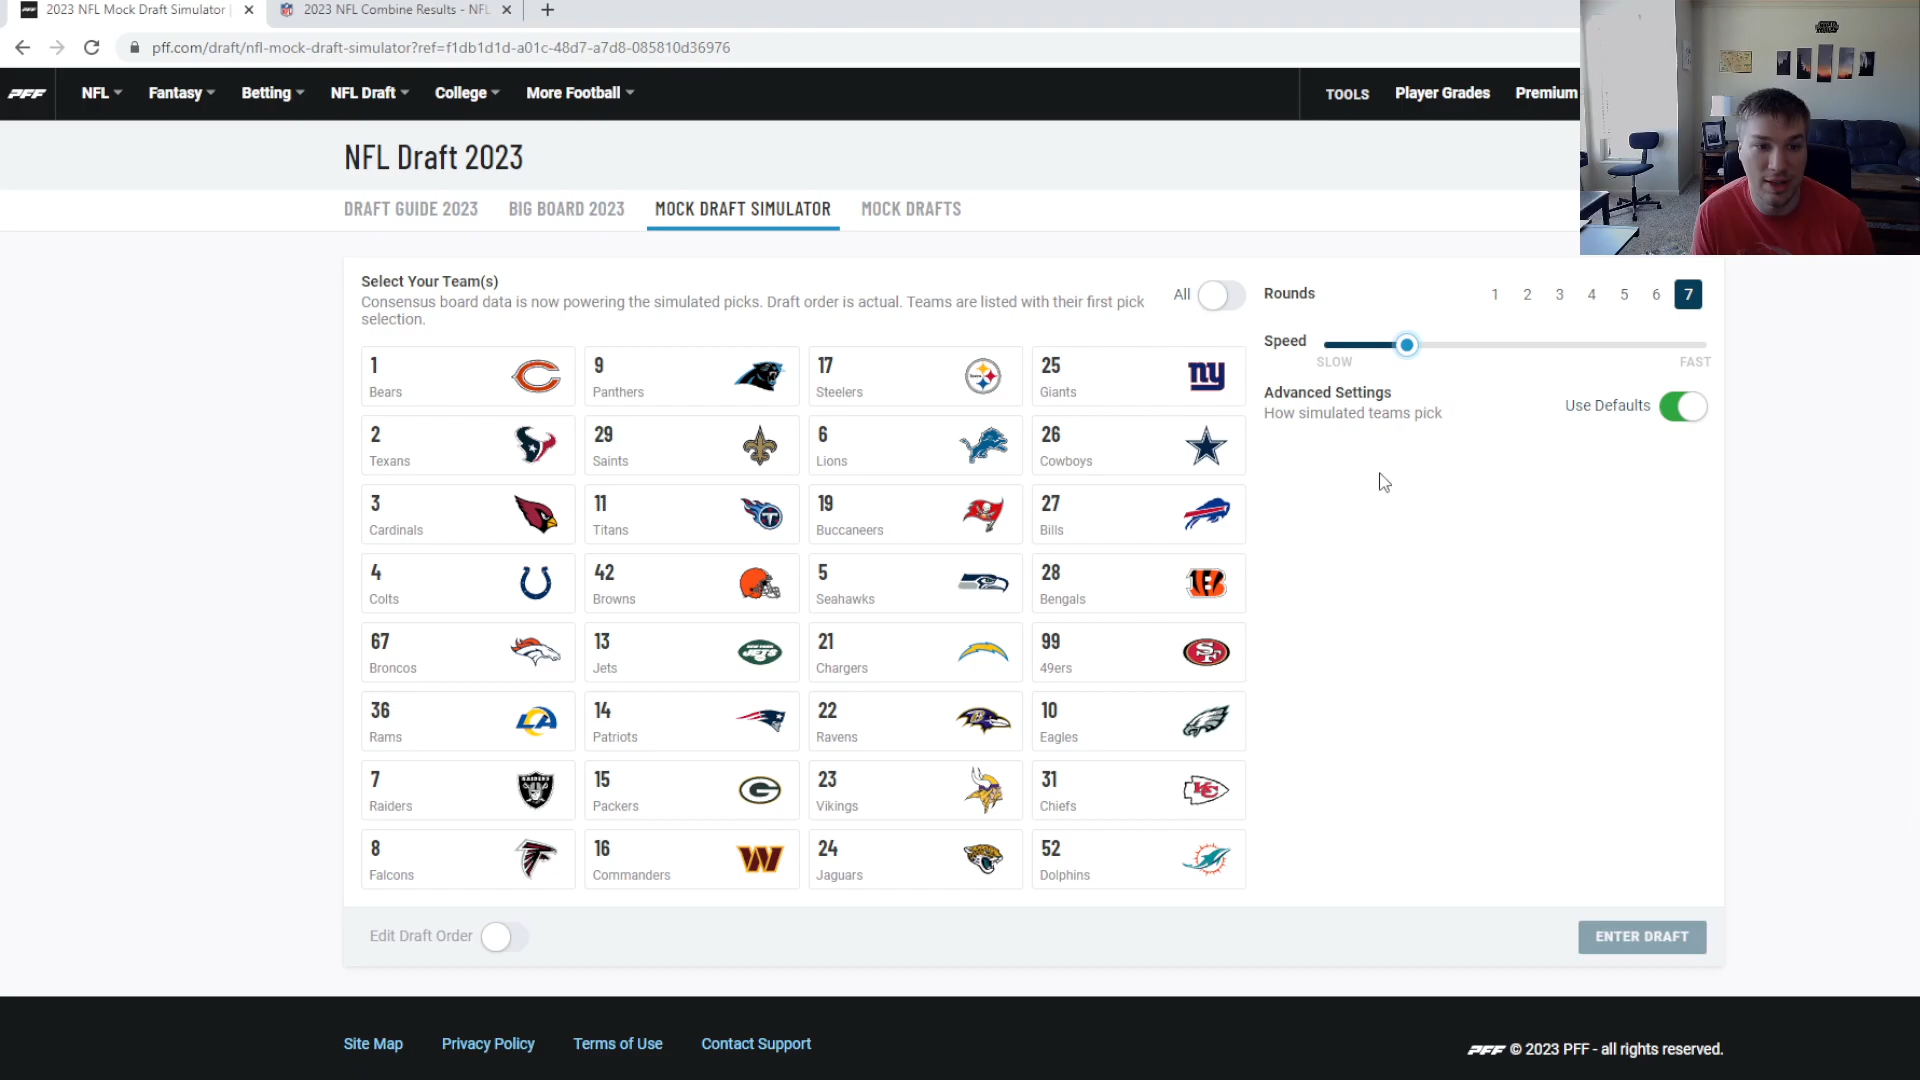 2023 NFL Mock Draft Simulator |
2023 NFL Combine Results - NFL
pff.com/draft/nfl-mock-draft-simulator?ref=f1db1d1d-a01c-48d7-a7d8-085810d36976
PFF NFL Fantasy Betting NFL Draft College More Football TOOLS Player Grades Premium
NFL Draft 2023
DRAFT GUIDE 2023 BIG BOARD 2023 MOCK DRAFT SIMULATOR MOCK DRAFTS
Select Your Team(s)
Consensus board data is now powering the simulated picks. Draft order is actual. Teams are listed with their first pick
selection.
All
Rounds 1 2 3 4 5 6 7
Speed
SLOW FAST
Advanced Settings
How simulated teams pick
Use Defaults
1 9 17 25
Bears Panthers Steelers Giants
2 29 6 26
Texans Saints Lions Cowboys
3 11 19 27
Cardinals Titans Buccaneers Bills
4 42 5 28
Colts Browns Seahawks Bengals
67 13 21 99
Broncos Jets Chargers 49ers
36 14 22 10
Rams Patriots Ravens Eagles
7 15 23 31
Raiders Packers Vikings Chiefs
8 16 24 52
Falcons Commanders Jaguars Dolphins
Edit Draft Order
ENTER DRAFT
Site Map Privacy Policy Terms of Use Contact Support
PFF © 2023 PFF - all rights reserved.